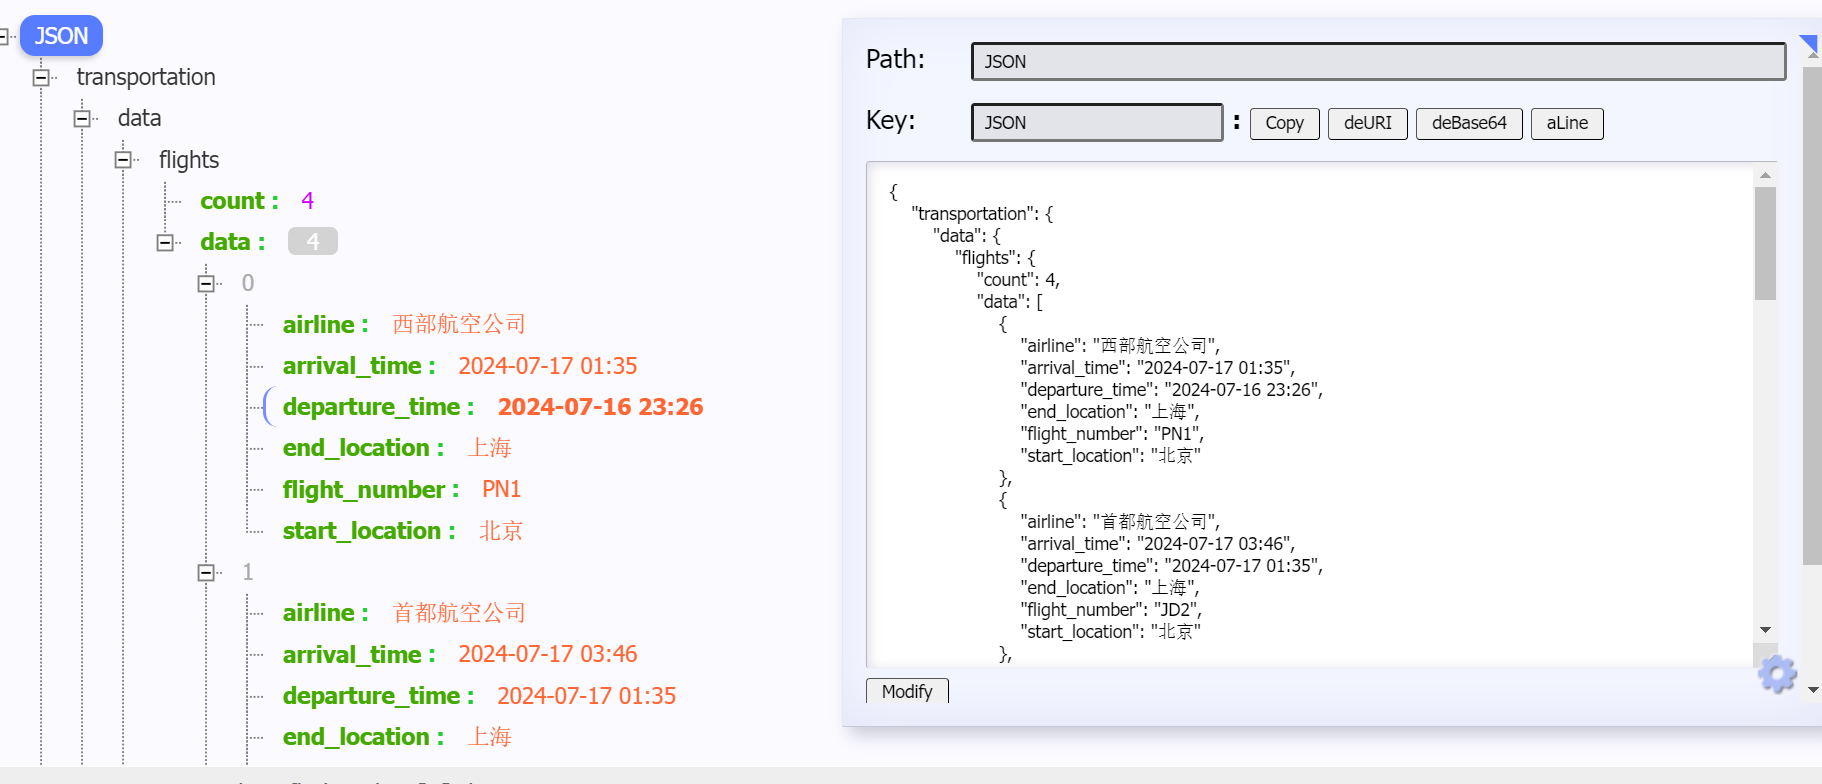 JSON
transportation
data
flights
count : 4
data : 4
0
airline : 西部航空公司
arrival_time : 2024-07-17 01:35
departure_time : 2024-07-16 23:26
end_location : 上海
flight_number : PN1
start_location : 北京
1
airline : 首都航空公司
arrival_time : 2024-07-17 03:46
departure_time : 2024-07-17 01:35
end_location : 上海
Path: JSON
Key: JSON : Copy deURI deBase64 aLine
{
"transportation": {
"data": {
"flights": {
"count": 4,
"data": [
{
"airline": "西部航空公司",
"arrival_time": "2024-07-17 01:35",
"departure_time": "2024-07-16 23:26",
"end_location": "上海",
"flight_number": "PN1",
"start_location": "北京"
},
{
"airline": "首都航空公司",
"arrival_time": "2024-07-17 03:46",
"departure_time": "2024-07-17 01:35",
"end_location": "上海",
"flight_number": "JD2",
"start_location": "北京"
},
Modify